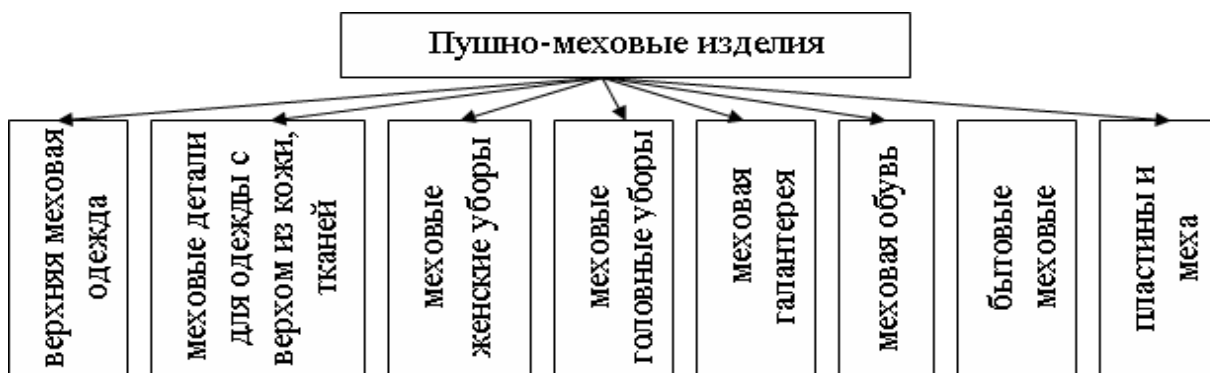 Пушно-меховые изделия
верхняя меховая
одежда
меховые детали
для одежды с
верхом из кожи,
тканей
меховые
женские уборы
меховые
головные уборы
меховая
галантерея
меховая обувь
бытовые
меховые
пластины и
меха